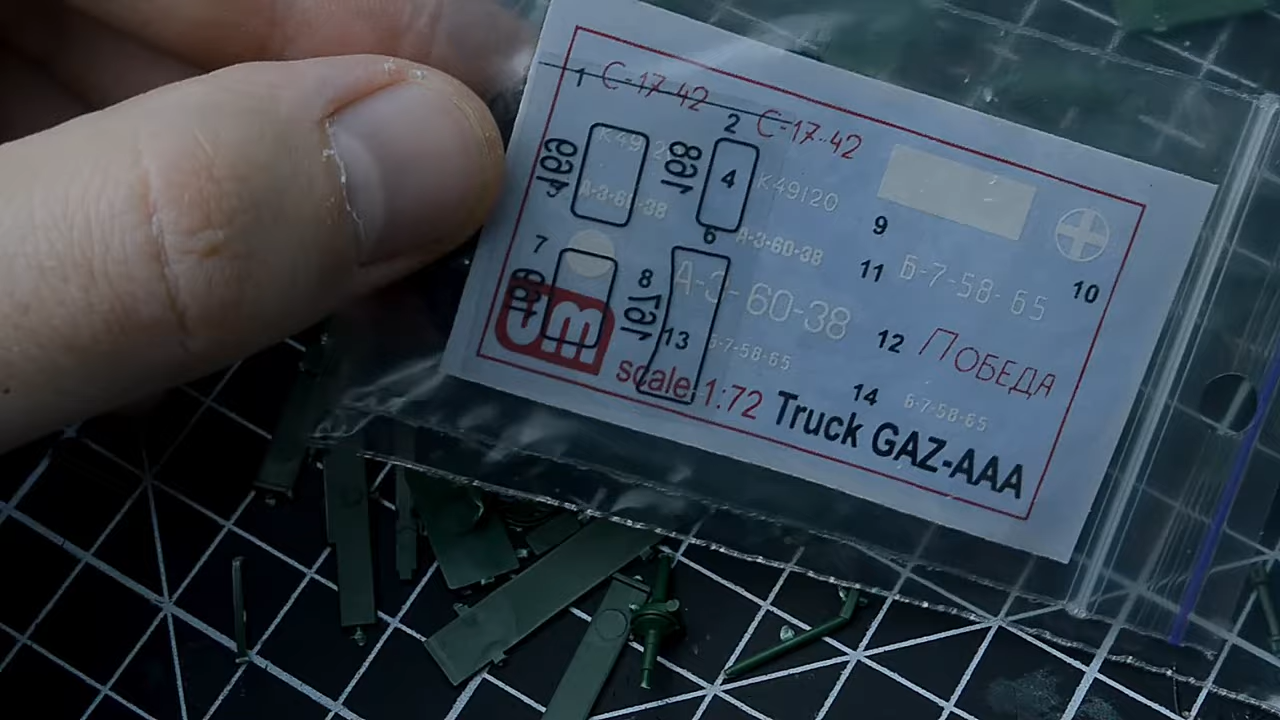 1 С-17-42
2 С-17-42
К49120
4 К49120
А-3-60-38
6 А-3-60-38
9
7
8 А-3-60-38
11 Б-7-58-65
10
13 Б-7-58-65
12 ПОБЕДА
14 Б-7-58-65
um
scale 1:72 Truck GAZ-AAA